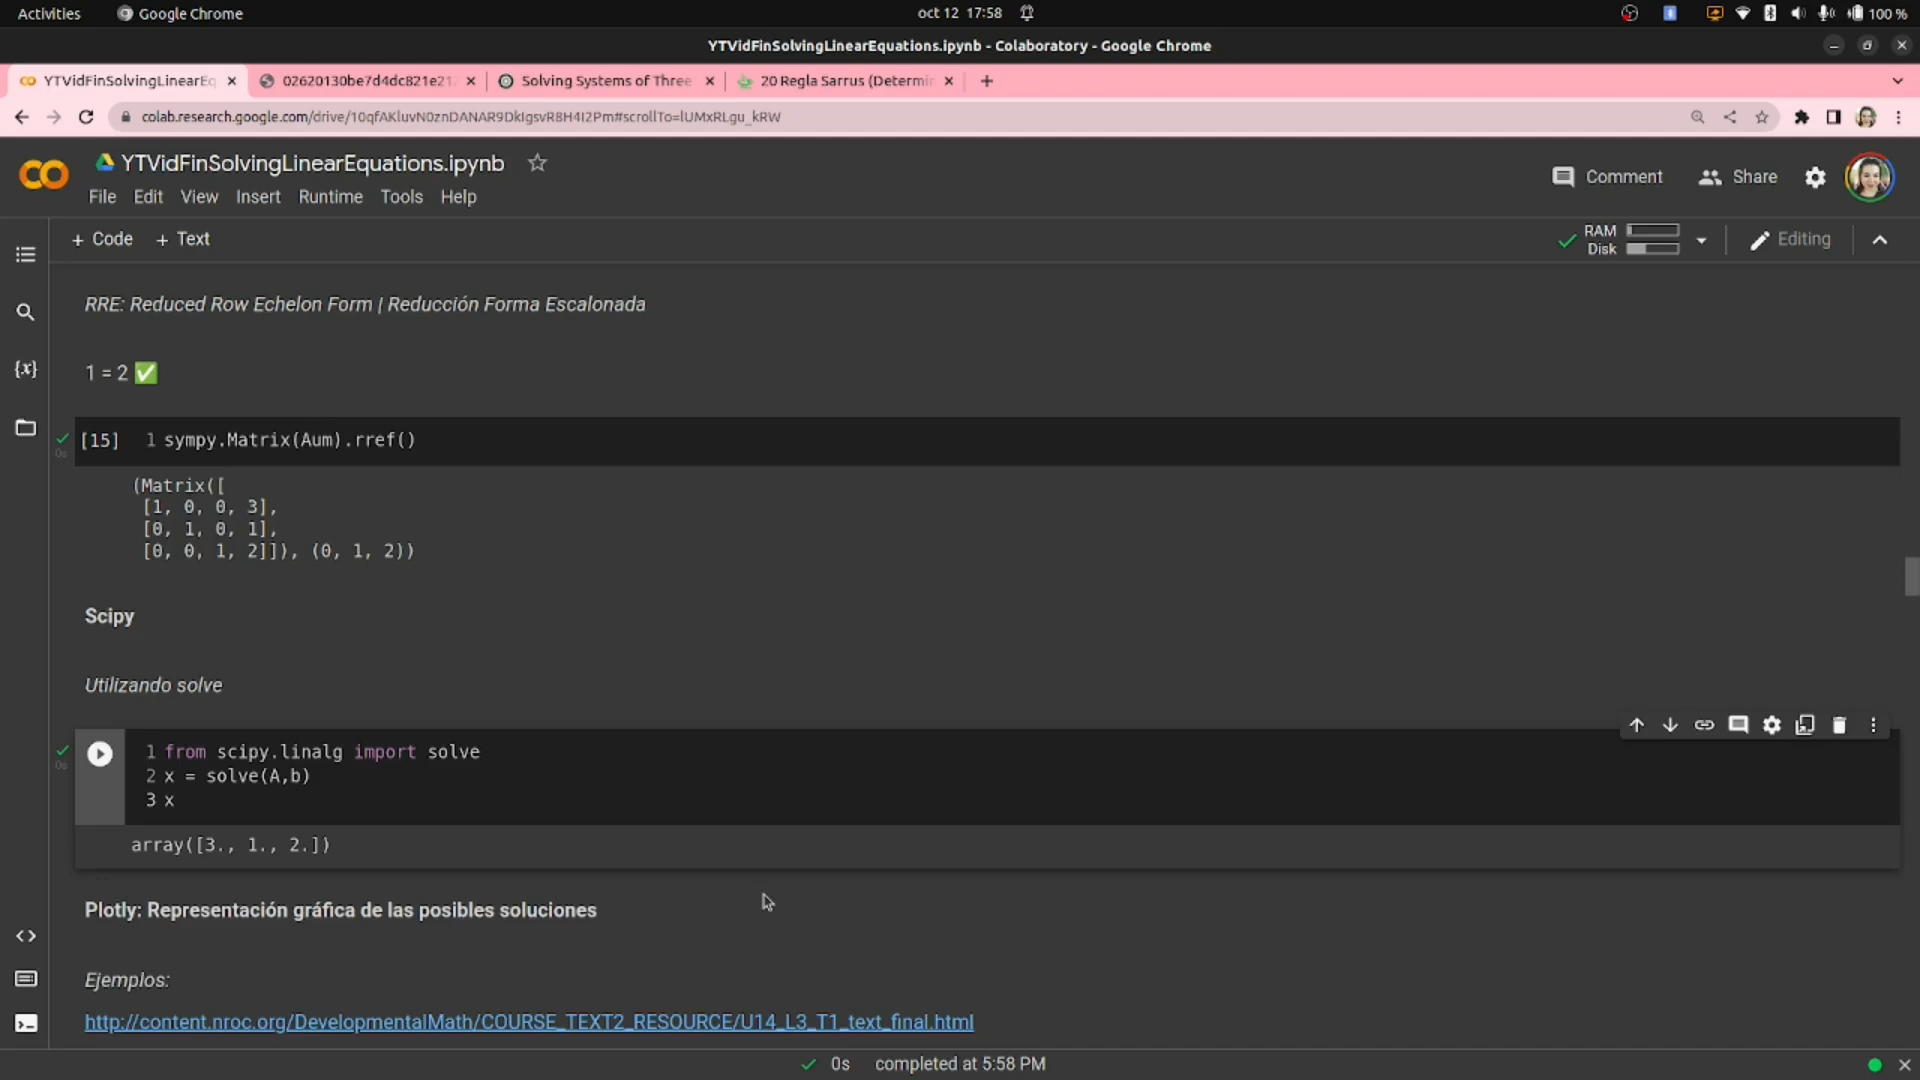 Activities
Google Chrome
oct 12 17:58
100 %
YTVidFinSolvingLinearEquations.ipynb - Colaboratory - Google Chrome
YTVidFinSolvingLinearEq
02620130be7d4dc821e21
Solving Systems of Three
20 Regla Sarrus (Determin
colab.research.google.com/drive/10qfAKluvN0znDANAR9DkIgsvR8H4I2Pm#scrollTo=lUMxRLgu_kRW
CO
YTVidFinSolvingLinearEquations.ipynb
File Edit View Insert Runtime Tools Help
Comment
Share
+ Code + Text
RAM
Disk
Editing
RRE: Reduced Row Echelon Form | Reducción Forma Escalonada
{x}
1 = 2 ✅
0s
[15] 1 sympy.Matrix(Aum).rref()
(Matrix([
[1, 0, 0, 3],
[0, 1, 0, 1],
[0, 0, 1, 2]]), (0, 1, 2))
Scipy
Utilizando solve
0s
1 from scipy.linalg import solve
2 x = solve(A,b)
3 x
array([3., 1., 2.])
Plotly: Representación gráfica de las posibles soluciones
Ejemplos:
http://content.nroc.org/DevelopmentalMath/COURSE_TEXT2_RESOURCE/U14_L3_T1_text_final.html
0s completed at 5:58 PM